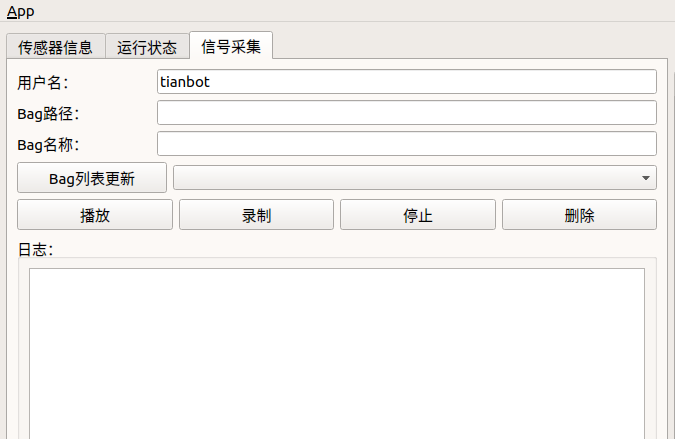 App
传感器信息 运行状态 信号采集
用户名： tianbot
Bag路径：
Bag名称：
Bag列表更新
播放 录制 停止 删除
日志：